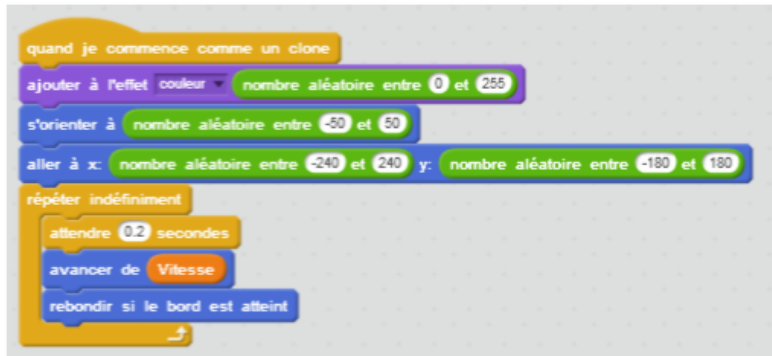 quand je commence comme un clone
ajouter à l'effet couleur nombre aléatoire entre 0 et 255
s'orienter à nombre aléatoire entre -50 et 50
aller à x: nombre aléatoire entre -240 et 240 y: nombre aléatoire entre -180 et 180
répéter indéfiniment
attendre 0.2 secondes
avancer de Vitesse
rebondir si le bord est atteint